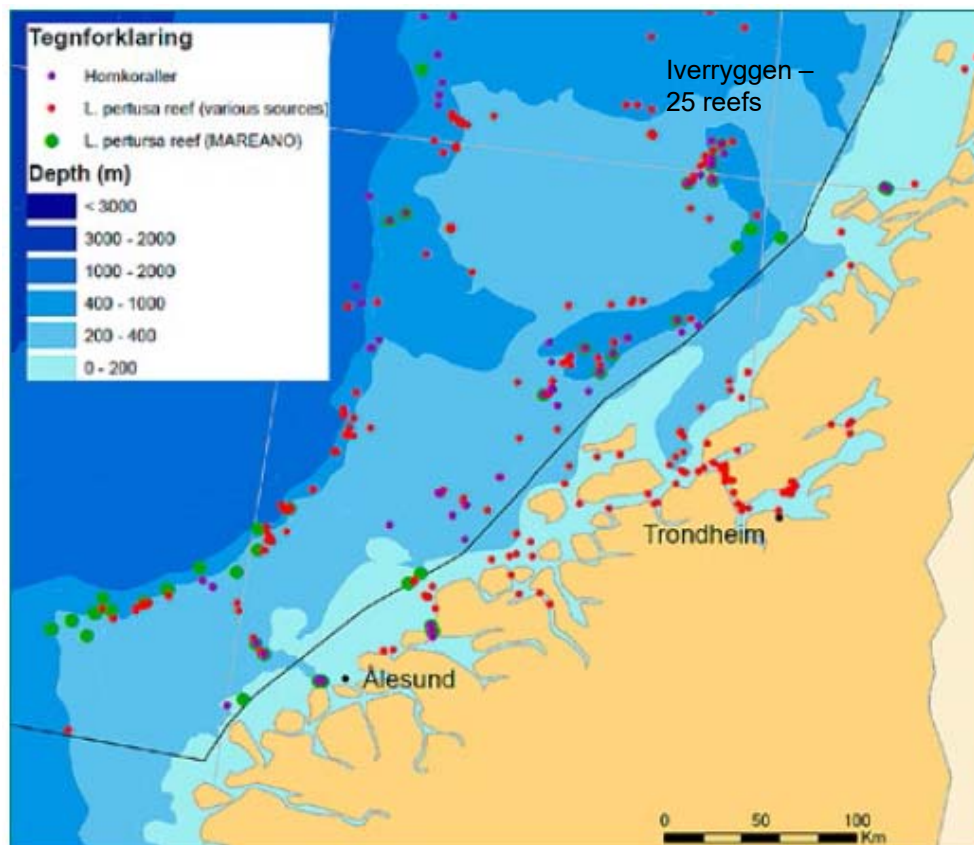 Tegnforklaring
Hornkoraller
L. pertusa reef (various sources)
L. pertursa reef (MAREANO)
Depth (m)
< 3000
3000 - 2000
1000 - 2000
400 - 1000
200 - 400
0 - 200
Iverryggen –
25 reefs
Trondheim
Ålesund
0 50 100
Km